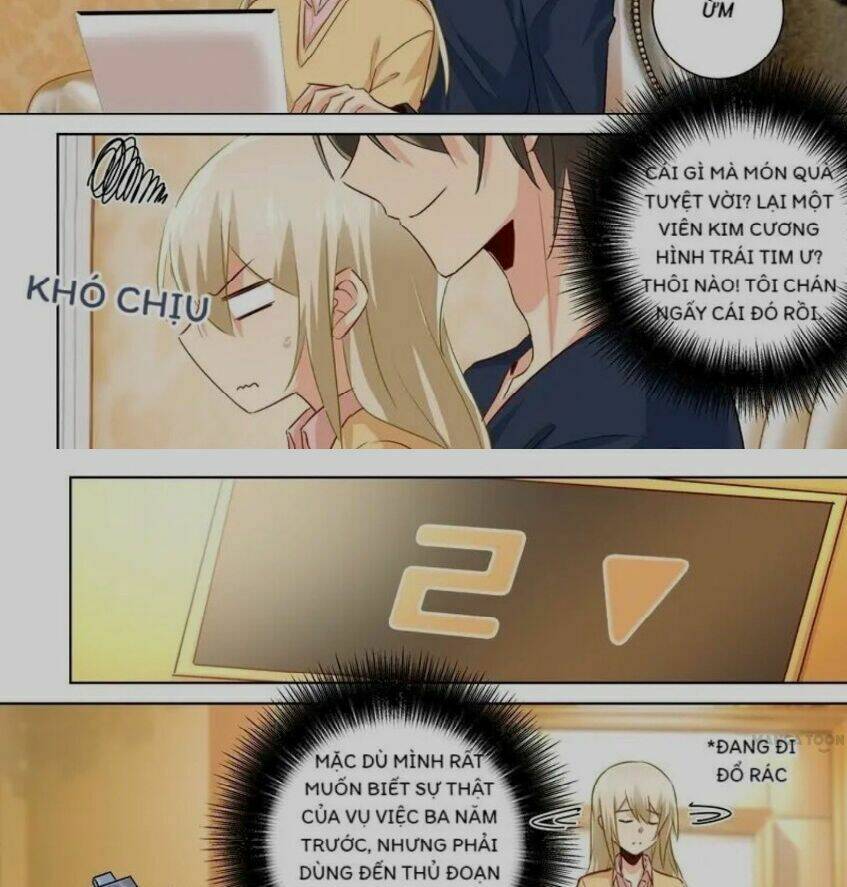 ỪM
CÁI GÌ MÀ MÓN QUÀ
TUYỆT VỜI? LẠI MỘT
VIÊN KIM CƯƠNG
HÌNH TRÁI TIM Ư?
THÔI NÀO! TÔI CHÁN
NGẤY CÁI ĐÓ RỒI.
KHÓ CHỊU
2
MANGATOON
*ĐANG ĐI
ĐỔ RÁC
MẶC DÙ MÌNH RẤT
MUỐN BIẾT SỰ THẬT
CỦA VỤ VIỆC BA NĂM
TRƯỚC, NHƯNG PHẢI
DÙNG ĐẾN THỦ ĐOẠN